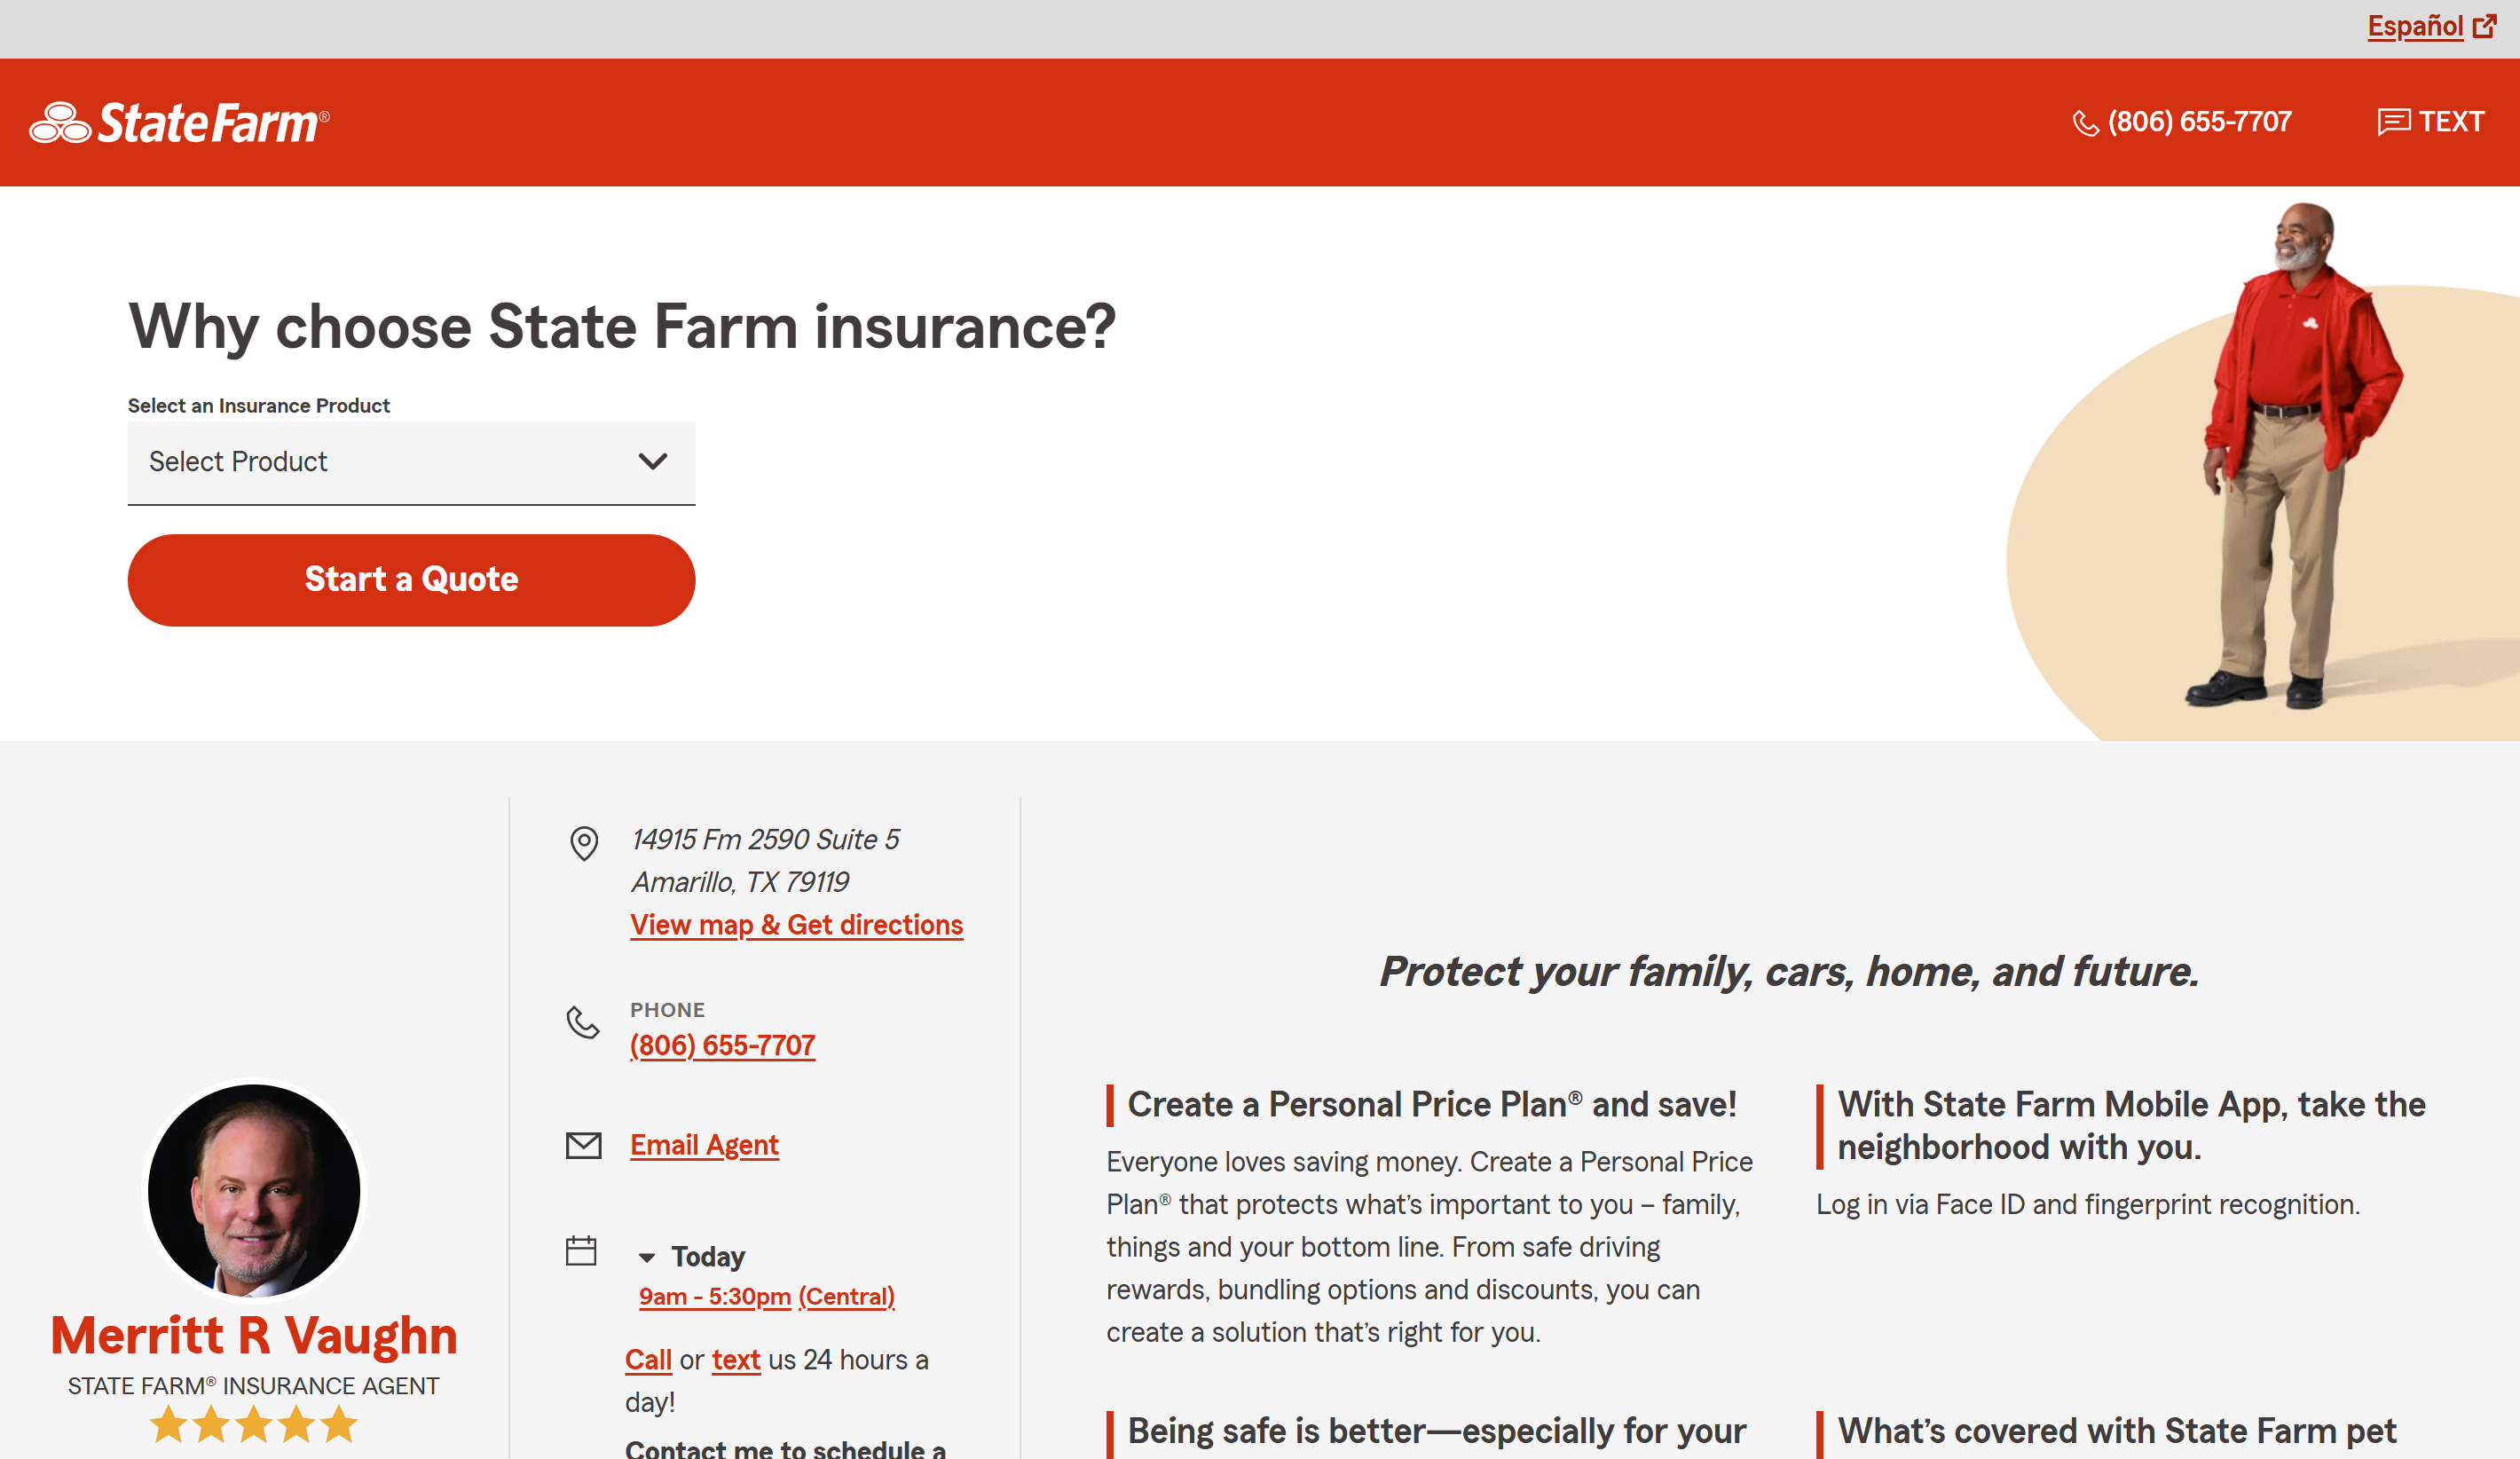 Español
StateFarm®
(806) 655-7707
TEXT
Why choose State Farm insurance?
Select an Insurance Product
Select Product
Start a Quote
Merritt R Vaughn
STATE FARM® INSURANCE AGENT
14915 Fm 2590 Suite 5
Amarillo, TX 79119
View map & Get directions
PHONE
(806) 655-7707
Email Agent
Today
9am - 5:30pm (Central)
Call or text us 24 hours a
day!
Contact me to schedule a
Protect your family, cars, home, and future.
Create a Personal Price Plan® and save!
Everyone loves saving money. Create a Personal Price
Plan® that protects what’s important to you – family,
things and your bottom line. From safe driving
rewards, bundling options and discounts, you can
create a solution that’s right for you.
With State Farm Mobile App, take the
neighborhood with you.
Log in via Face ID and fingerprint recognition.
Being safe is better—especially for your
What’s covered with State Farm pet